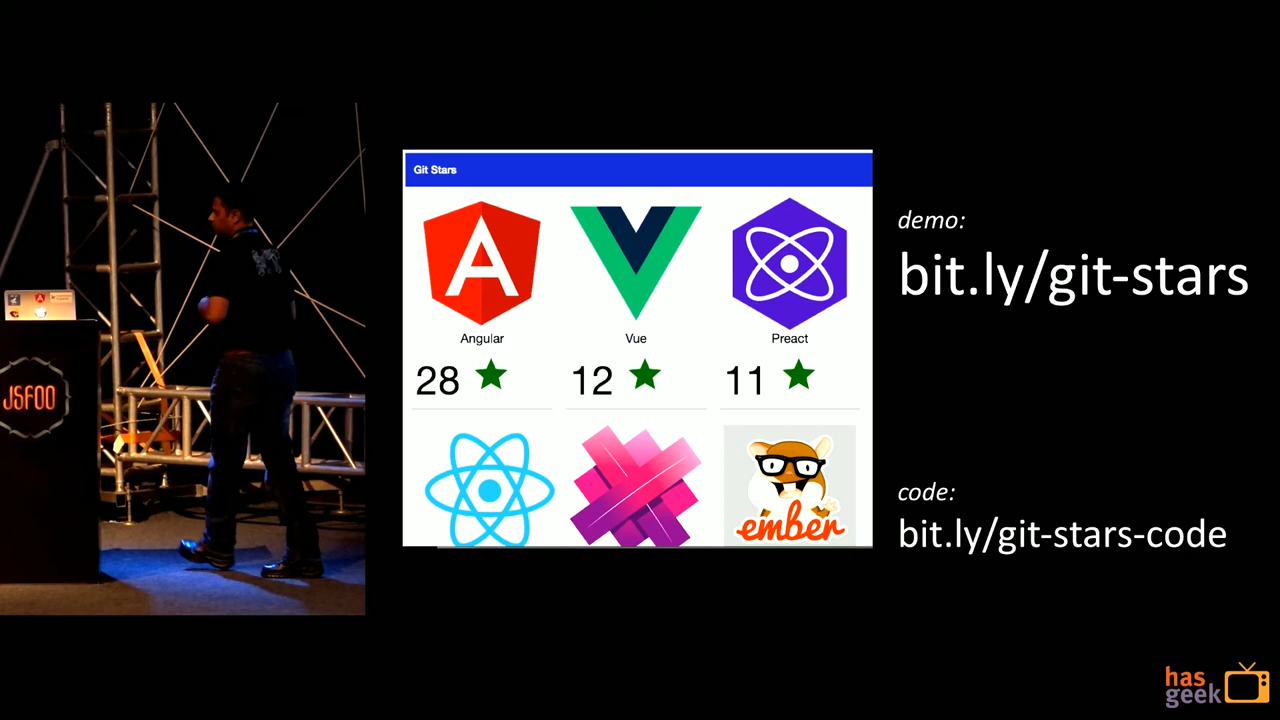 JSFOO
Git Stars
Angular
Vue
Preact
28
12
11
ember
demo:
bit.ly/git-stars
code:
bit.ly/git-stars-code
has
geek